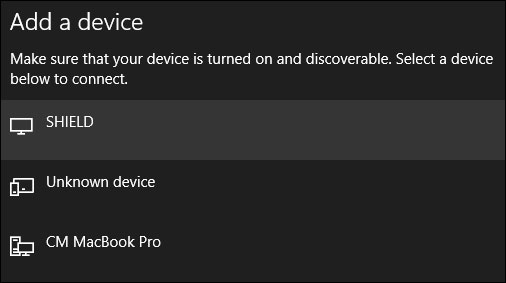 Add a device
Make sure that your device is turned on and discoverable. Select a device
below to connect.
SHIELD
Unknown device
CM MacBook Pro